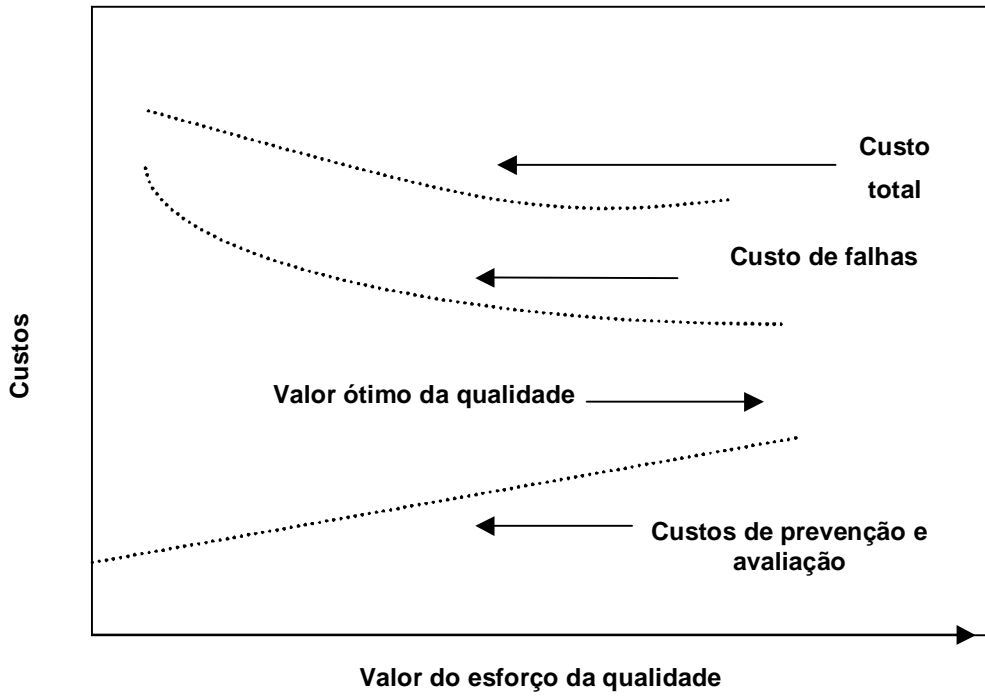 Custo
total
Custo de falhas
Custos
Valor ótimo da qualidade
Custos de prevenção e
avaliação
Valor do esforço da qualidade